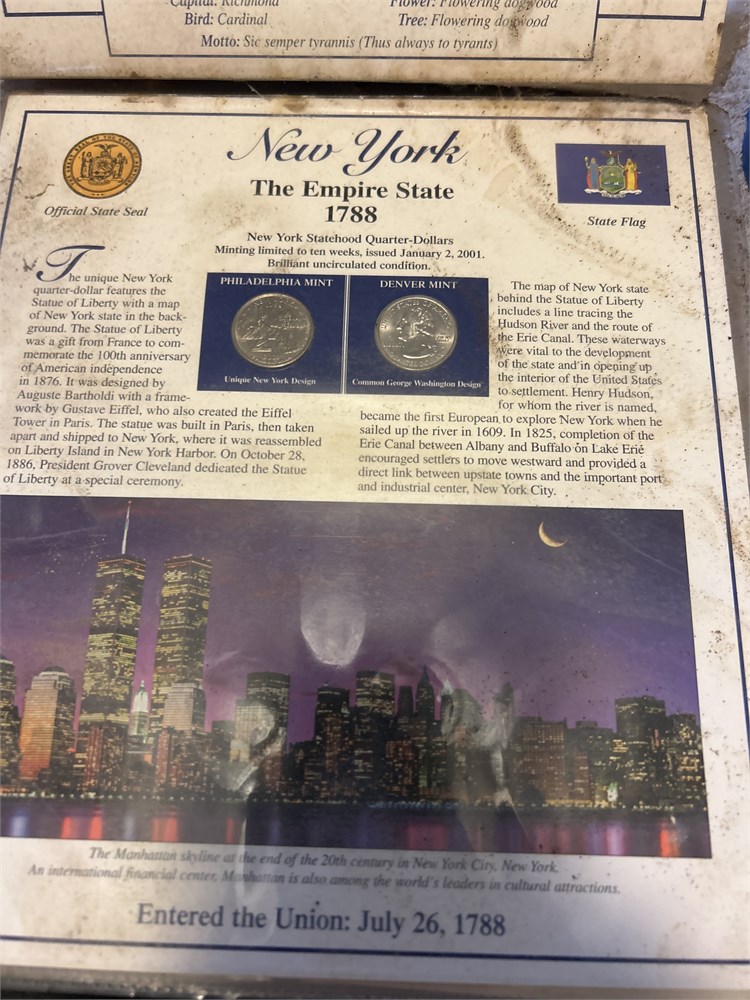 Capital: Richmond
Flower: Flowering dogwood
Bird: Cardinal
Tree: Flowering dogwood
Motto: Sic semper tyrannis (Thus always to tyrants)
New York
The Empire State
1788
Official State Seal
State Flag
New York Statehood Quarter-Dollars
Minting limited to ten weeks, issued January 2, 2001.
Brilliant uncirculated condition.
PHILADELPHIA MINT
Unique New York Design
DENVER MINT
Common George Washington Design
The unique New York
quarter-dollar features the
Statue of Liberty with a map
of New York state in the back-
ground. The Statue of Liberty
was a gift from France to com-
memorate the 100th anniversary
of American independence
in 1876. It was designed by
Auguste Bartholdi with a frame-
work by Gustave Eiffel, who also created the Eiffel
Tower in Paris. The statue was built in Paris, then taken
apart and shipped to New York, where it was reassembled
on Liberty Island in New York Harbor. On October 28,
1886, President Grover Cleveland dedicated the Statue
of Liberty at a special ceremony.
The map of New York state
behind the Statue of Liberty
includes a line tracing the
Hudson River and the route of
the Erie Canal. These waterways
were vital to the development
of the state and in opening up
the interior of the United States
to settlement. Henry Hudson,
for whom the river is named,
became the first European to explore New York when he
sailed up the river in 1609. In 1825, completion of the
Erie Canal between Albany and Buffalo on Lake Erie
encouraged settlers to move westward and provided a
direct link between upstate towns and the important port
and industrial center, New York City.
The Manhattan skyline at the end of the 20th century in New York City, New York.
An international financial center, Manhattan is also among the world's leaders in cultural attractions.
Entered the Union: July 26, 1788